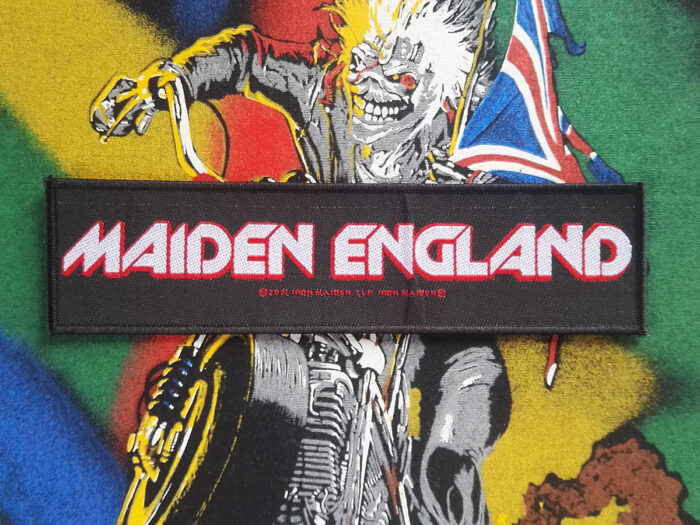 MAIDEN ENGLAND
© 2021 IRON MAIDEN LLP. IRON MAIDEN®